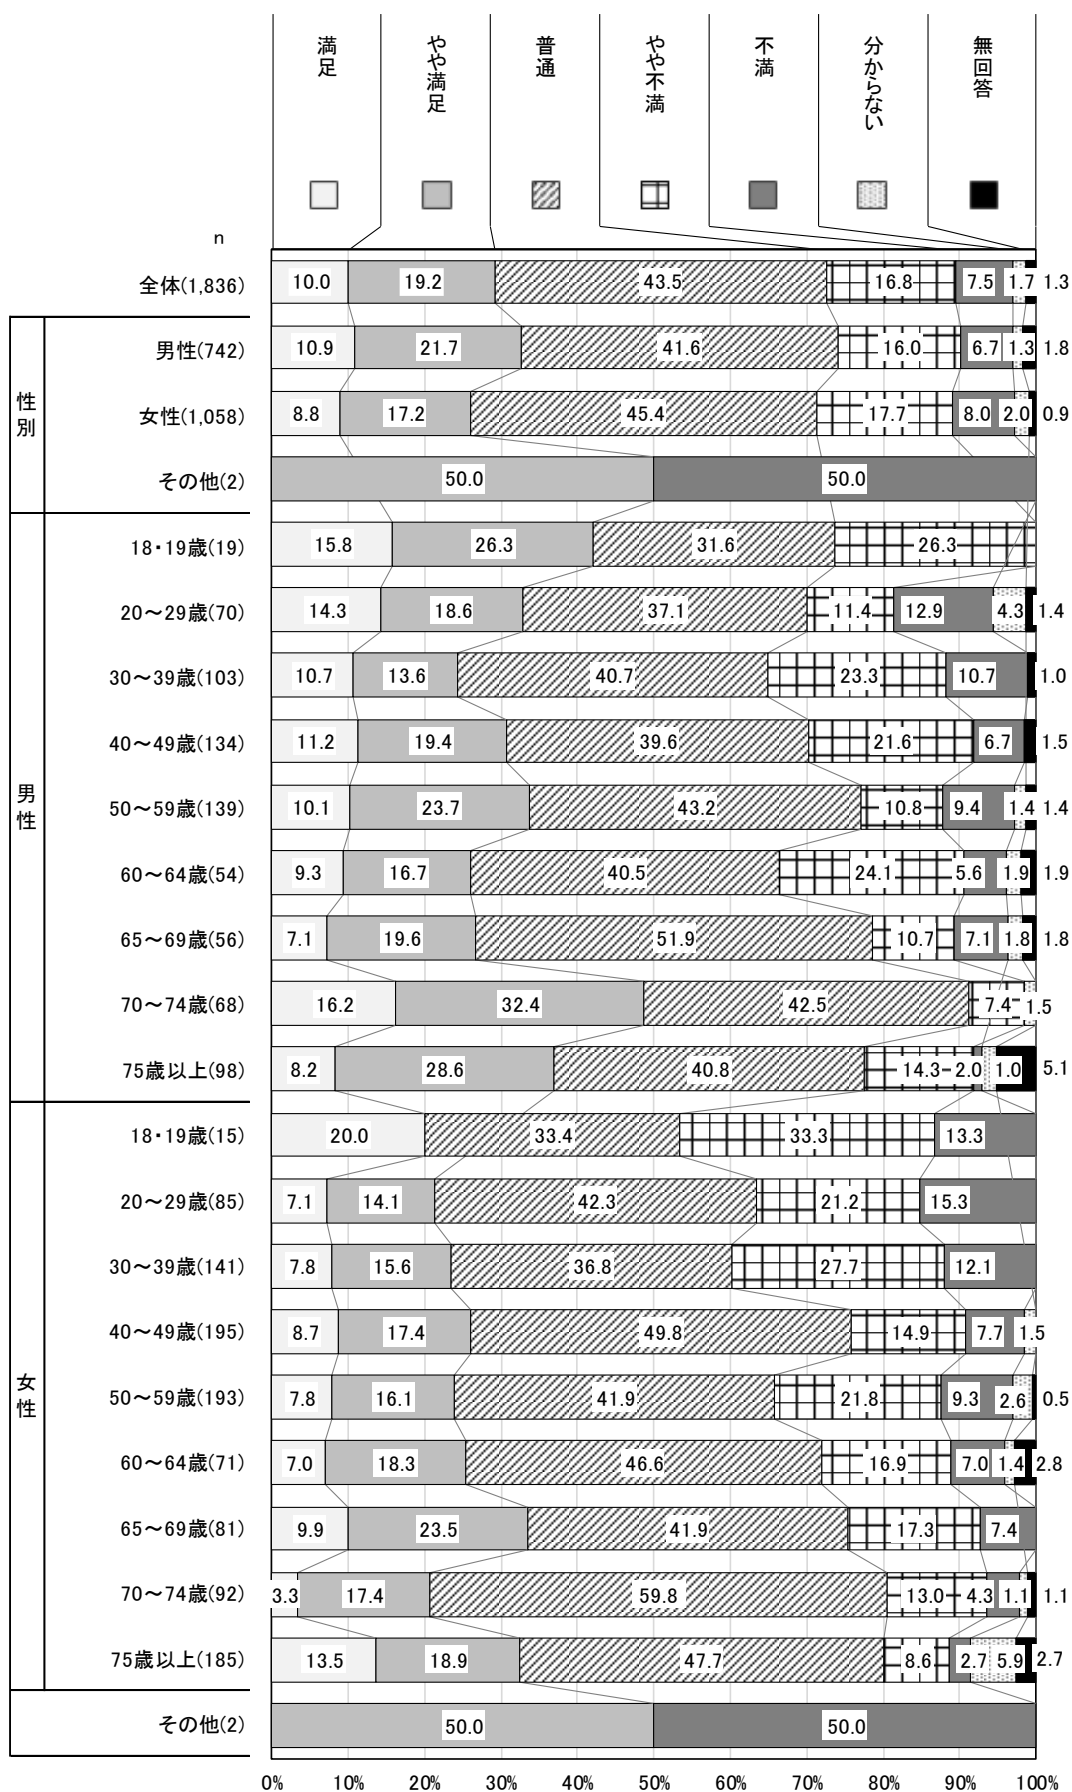 満足
やや満足
普通
やや不満
不満
分からない
無回答
n
全体(1,836) 10.0 19.2 43.5 16.8 7.5 1.7 1.3
性別
男性(742) 10.9 21.7 41.6 16.0 6.7 1.3 1.8
女性(1,058) 8.8 17.2 45.4 17.7 8.0 2.0 0.9
その他(2) 50.0 50.0
男性
18・19歳(19) 15.8 26.3 31.6 26.3
20～29歳(70) 14.3 18.6 37.1 11.4 12.9 4.3 1.4
30～39歳(103) 10.7 13.6 40.7 23.3 10.7 1.0
40～49歳(134) 11.2 19.4 39.6 21.6 6.7 1.5
50～59歳(139) 10.1 23.7 43.2 10.8 9.4 1.4 1.4
60～64歳(54) 9.3 16.7 40.5 24.1 5.6 1.9 1.9
65～69歳(56) 7.1 19.6 51.9 10.7 7.1 1.8 1.8
70～74歳(68) 16.2 32.4 42.5 7.4 1.5
75歳以上(98) 8.2 28.6 40.8 14.3 2.0 1.0 5.1
女性
18・19歳(15) 20.0 33.4 33.3 13.3
20～29歳(85) 7.1 14.1 42.3 21.2 15.3
30～39歳(141) 7.8 15.6 36.8 27.7 12.1
40～49歳(195) 8.7 17.4 49.8 14.9 7.7 1.5
50～59歳(193) 7.8 16.1 41.9 21.8 9.3 2.6 0.5
60～64歳(71) 7.0 18.3 46.6 16.9 7.0 1.4 2.8
65～69歳(81) 9.9 23.5 41.9 17.3 7.4
70～74歳(92) 3.3 17.4 59.8 13.0 4.3 1.1 1.1
75歳以上(185) 13.5 18.9 47.7 8.6 2.7 5.9 2.7
その他(2) 50.0 50.0
0% 10% 20% 30% 40% 50% 60% 70% 80% 90% 100%